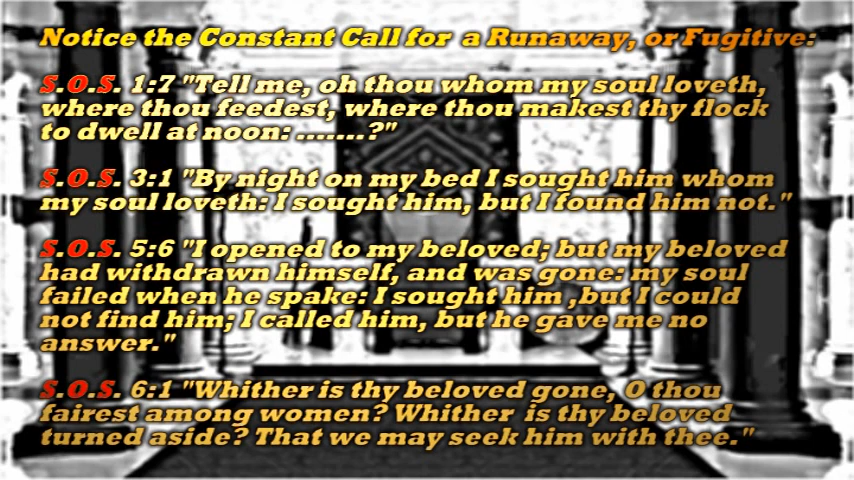 Notice the Constant Call for a Runaway, or Fugitive:
S.O.S. 1:7 "Tell me, oh thou whom my soul loveth,
where thou feedest, where thou makest thy flock
to dwell at noon: .......?"
S.O.S. 3:1 "By night on my bed I sought him whom
my soul loveth: I sought him, but I found him not."
S.O.S. 5:6 "I opened to my beloved; but my beloved
had withdrawn himself, and was gone: my soul
failed when he spake: I sought him ,but I could
not find him; I called him, but he gave me no
answer."
S.O.S. 6:1 "Whither is thy beloved gone, O thou
fairest among women? Whither is thy beloved
turned aside? That we may seek him with thee."